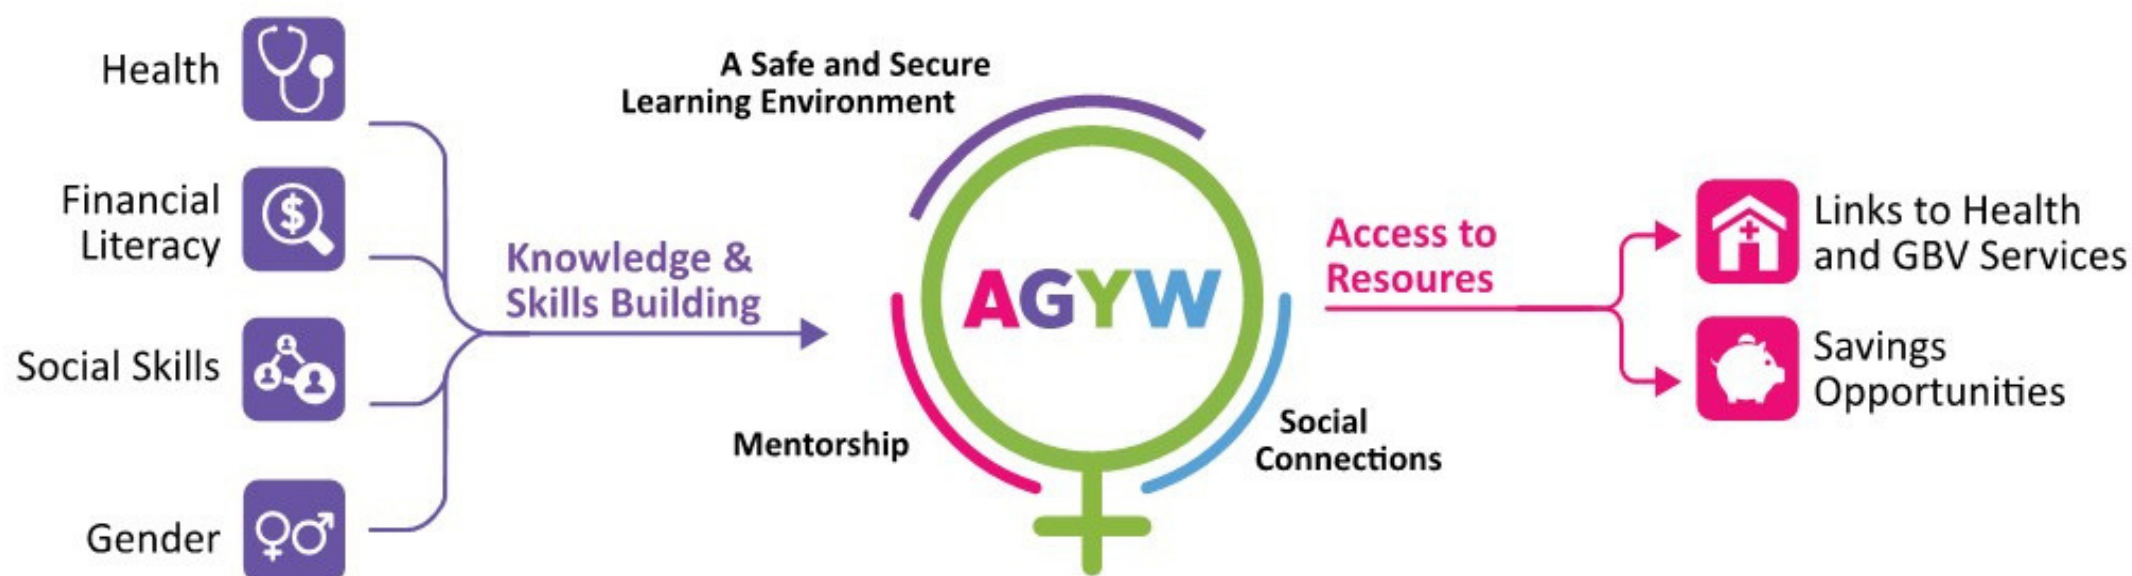 Health
Financial
Literacy
Social Skills
Gender
Knowledge &
Skills Building
A Safe and Secure
Learning Environment
AGYW
Mentorship
Social
Connections
Access to
Resoures
Links to Health
and GBV Services
Savings
Opportunities